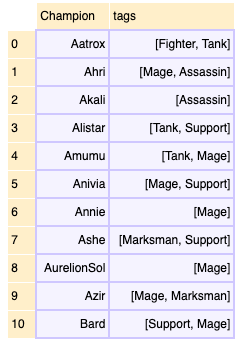 Champion tags
0 Aatrox [Fighter, Tank]
1 Ahri [Mage, Assassin]
2 Akali [Assassin]
3 Alistar [Tank, Support]
4 Amumu [Tank, Mage]
5 Anivia [Mage, Support]
6 Annie [Mage]
7 Ashe [Marksman, Support]
8 AurelionSol [Mage]
9 Azir [Mage, Marksman]
10 Bard [Support, Mage]